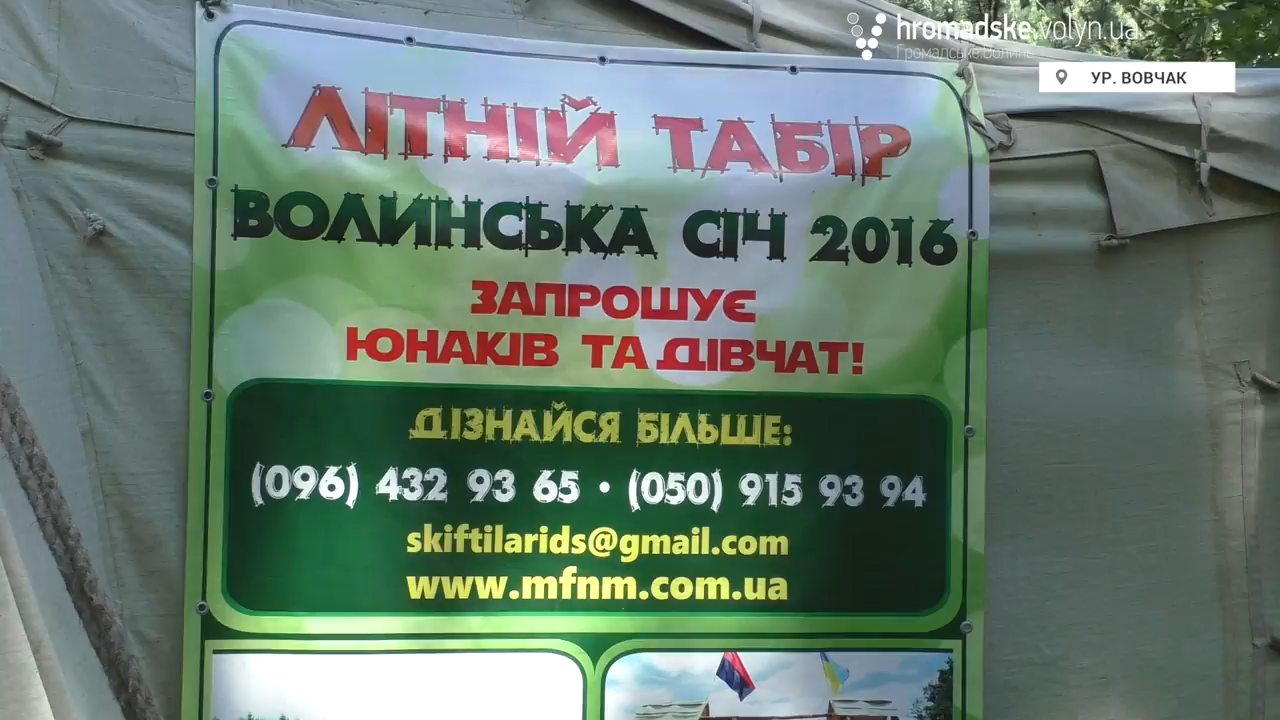 hromadske.volyn.ua
Громадське Волинь
УР. ВОВЧАК
ЛІТНІЙ ТАБІР
ВОЛИНСЬКА СІЧ 2016
ЗАПРОШУЄ
ЮНАКІВ ТА ДІВЧАТ!
ДІЗНАЙСЯ БІЛЬШЕ:
(096) 432 93 65 • (050) 915 93 94
skiftilarids@gmail.com
www.mfnm.com.ua